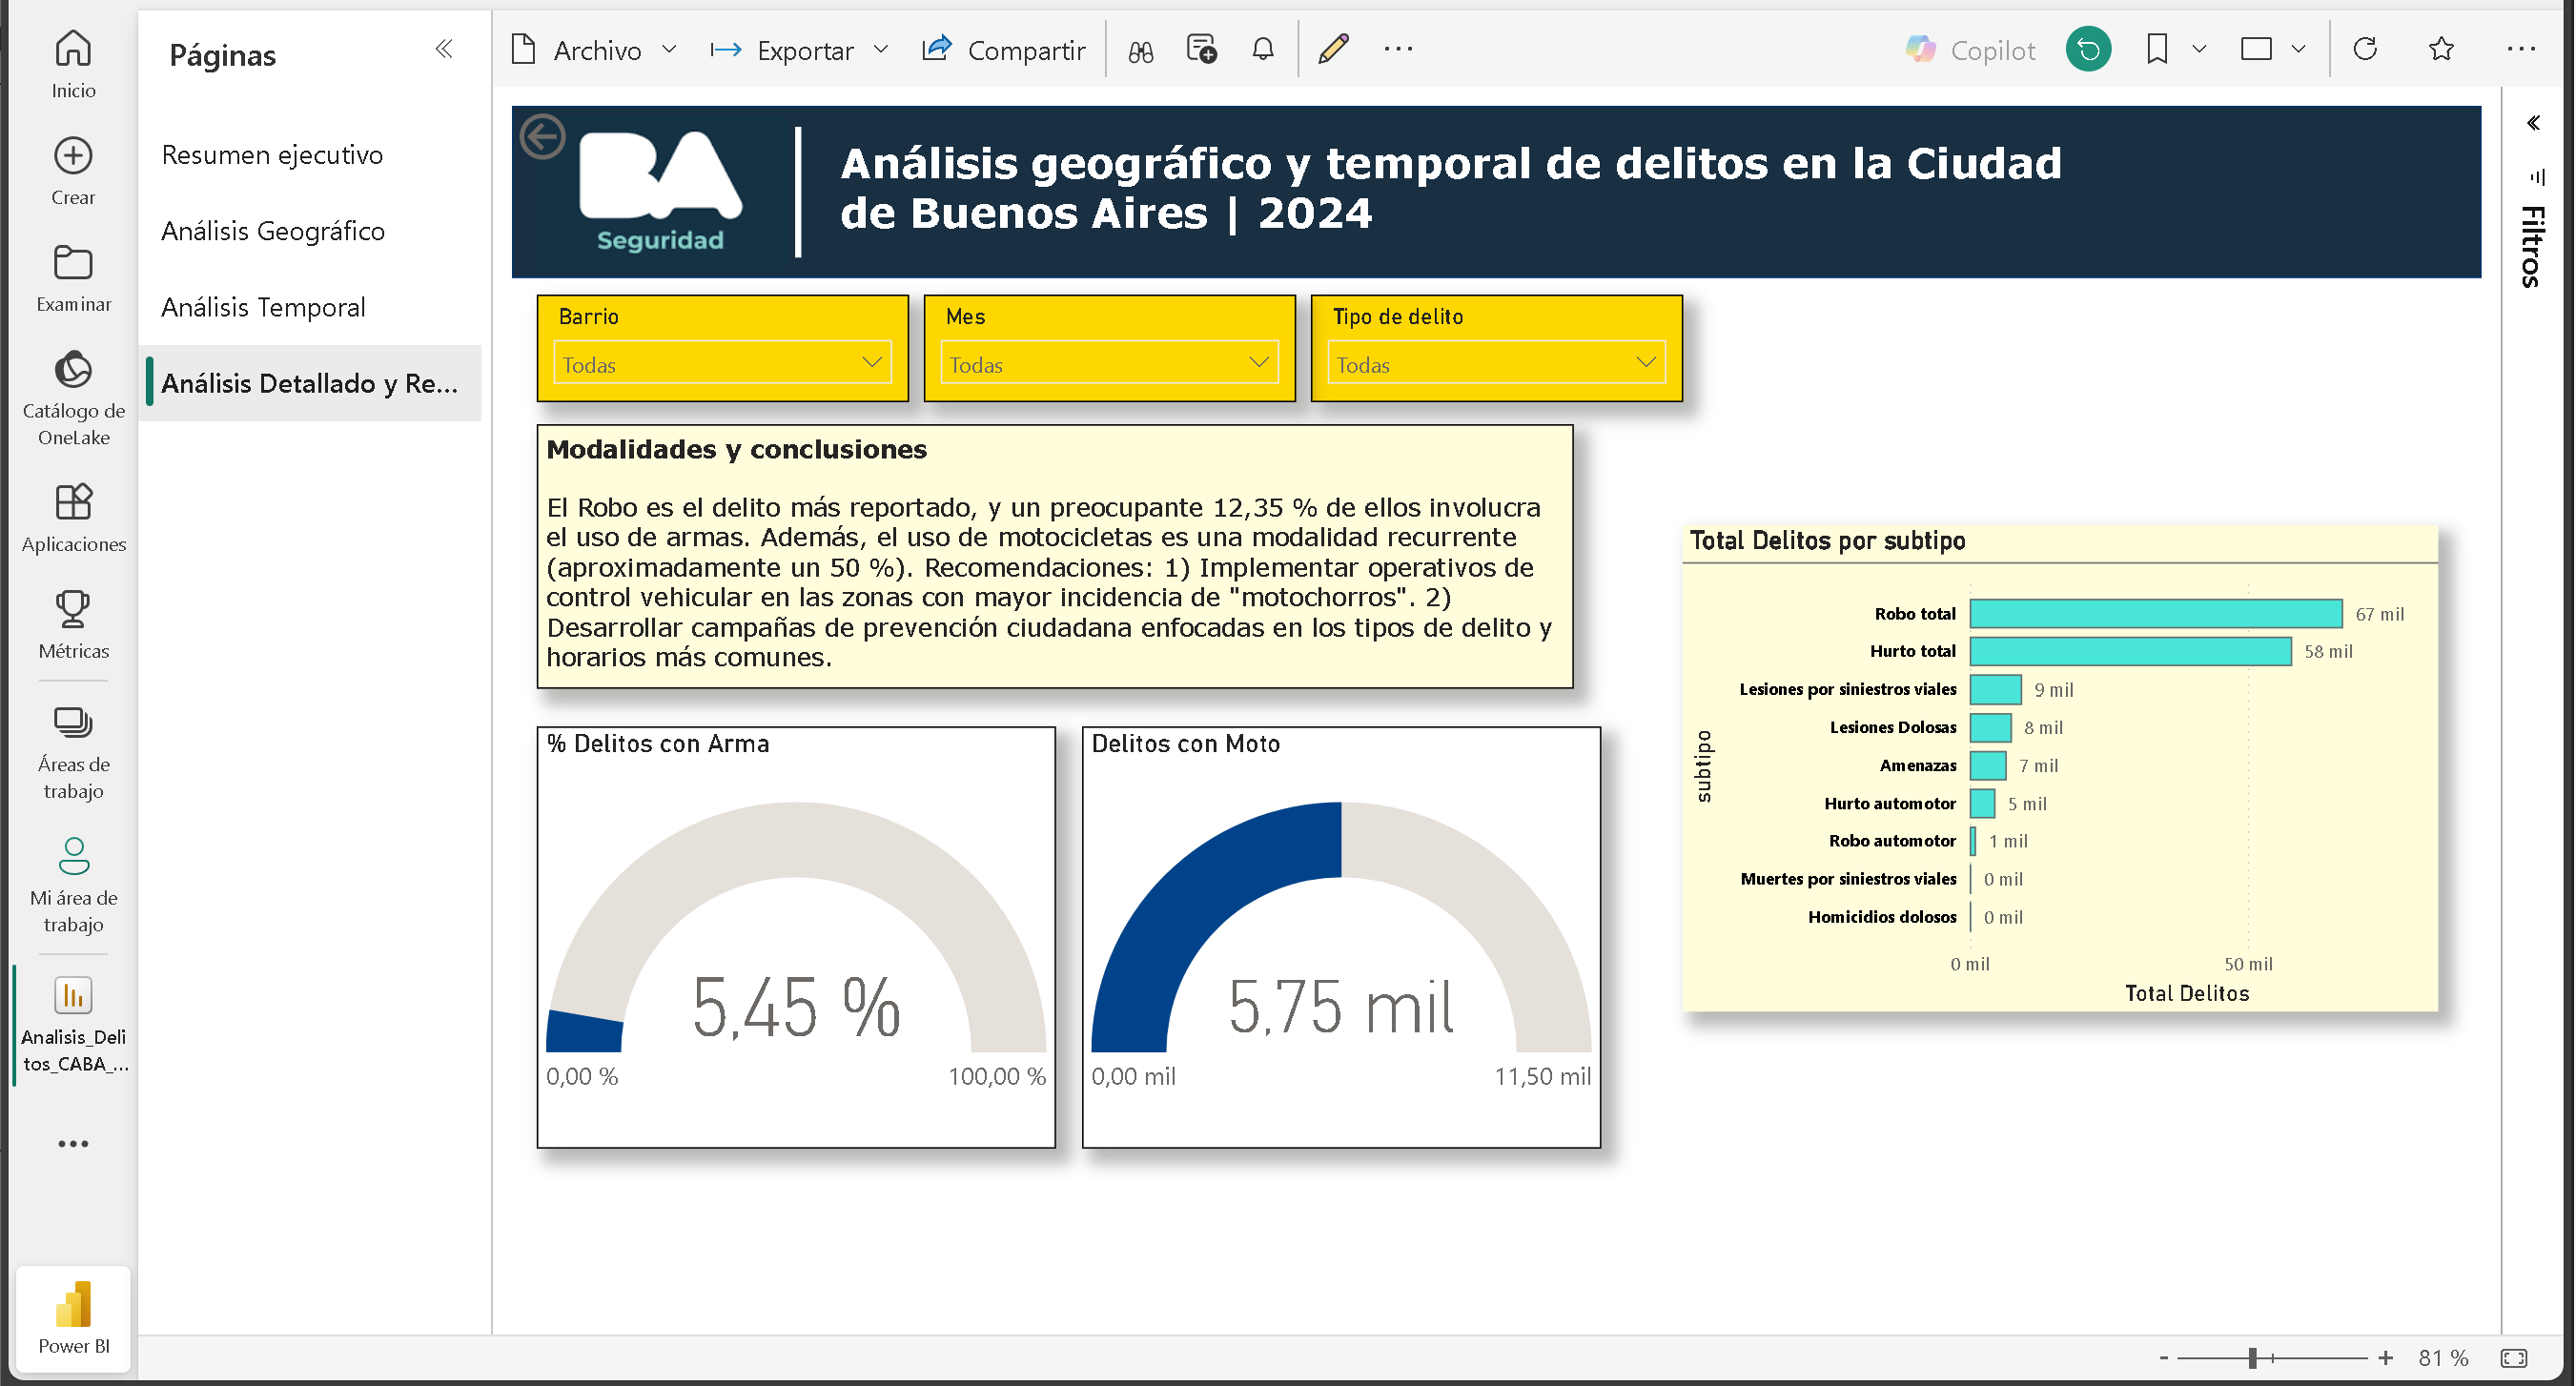 Inicio
Crear
Examinar
Catálogo de
OneLake
Aplicaciones
Métricas
Áreas de
trabajo
Mi área de
trabajo
Analisis_Deli
tos_CABA_...
Power BI
Páginas
Resumen ejecutivo
Análisis Geográfico
Análisis Temporal
Análisis Detallado y Re...
Archivo
Exportar
Compartir
Copilot
BA
Seguridad
Análisis geográfico y temporal de delitos en la Ciudad
de Buenos Aires | 2024
Filtros
Barrio
Todas
Mes
Todas
Tipo de delito
Todas
Modalidades y conclusiones
El Robo es el delito más reportado, y un preocupante 12,35 % de ellos involucra
el uso de armas. Además, el uso de motocicletas es una modalidad recurrente
(aproximadamente un 50 %). Recomendaciones: 1) Implementar operativos de
control vehicular en las zonas con mayor incidencia de "motochorros". 2)
Desarrollar campañas de prevención ciudadana enfocadas en los tipos de delito y
horarios más comunes.
% Delitos con Arma
5,45 %
0,00 %
100,00 %
Delitos con Moto
5,75 mil
0,00 mil
11,50 mil
Total Delitos por subtipo
subtipo
Robo total 67 mil
Hurto total 58 mil
Lesiones por siniestros viales 9 mil
Lesiones Dolosas 8 mil
Amenazas 7 mil
Hurto automotor 5 mil
Robo automotor 1 mil
Muertes por siniestros viales 0 mil
Homicidios dolosos 0 mil
0 mil 50 mil
Total Delitos
- + 81 %